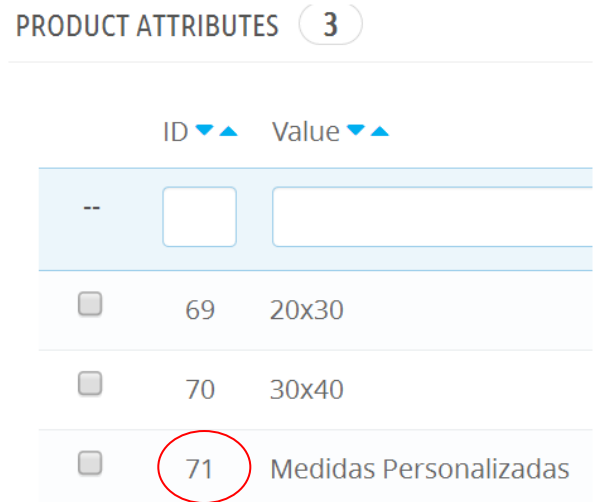 PRODUCT ATTRIBUTES 3
ID Value
--
69 20x30
70 30x40
71 Medidas Personalizadas